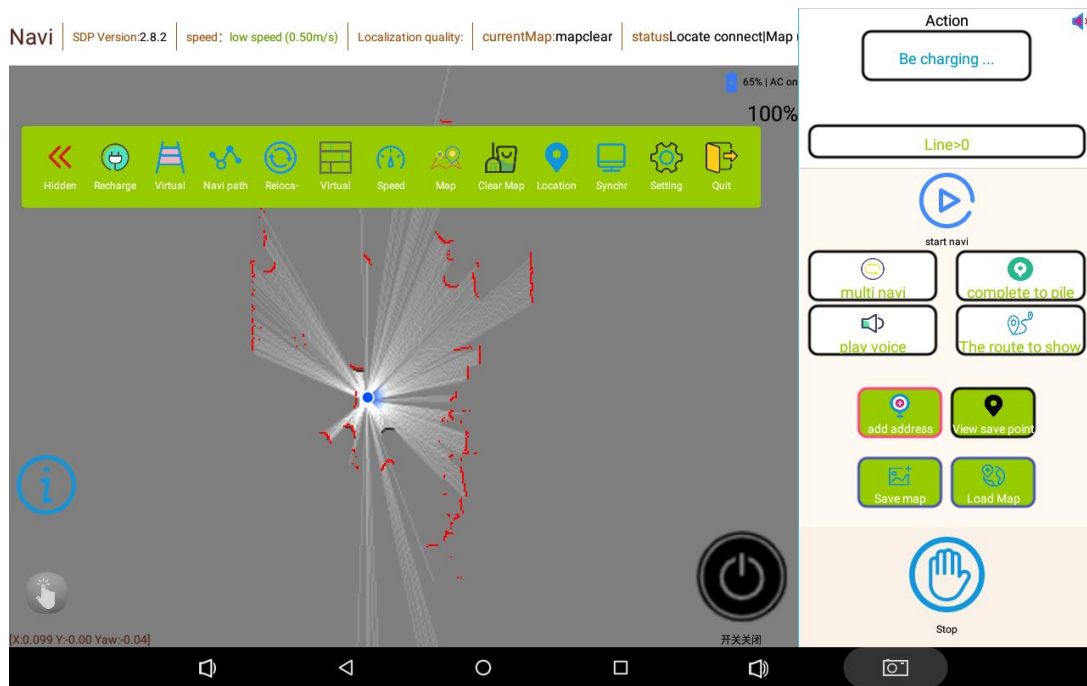 Navi
SDP Version:2.8.2
speed: low speed (0.50m/s)
Localization quality:
currentMap:mapclear
statusLocate connect|Map
65% | AC on
100%
Hidden
Recharge
Virtual
Navi path
Reloca-
Virtual
Speed
Map
Clear Map
Location
Synchr
Setting
Quit
[X:0.099 Y:-0.00 Yaw:-0.04]
开关关闭
Action
Be charging ...
Line>0
start navi
multi navi
complete to pile
play voice
The route to show
add address
View save point
Save map
Load Map
Stop